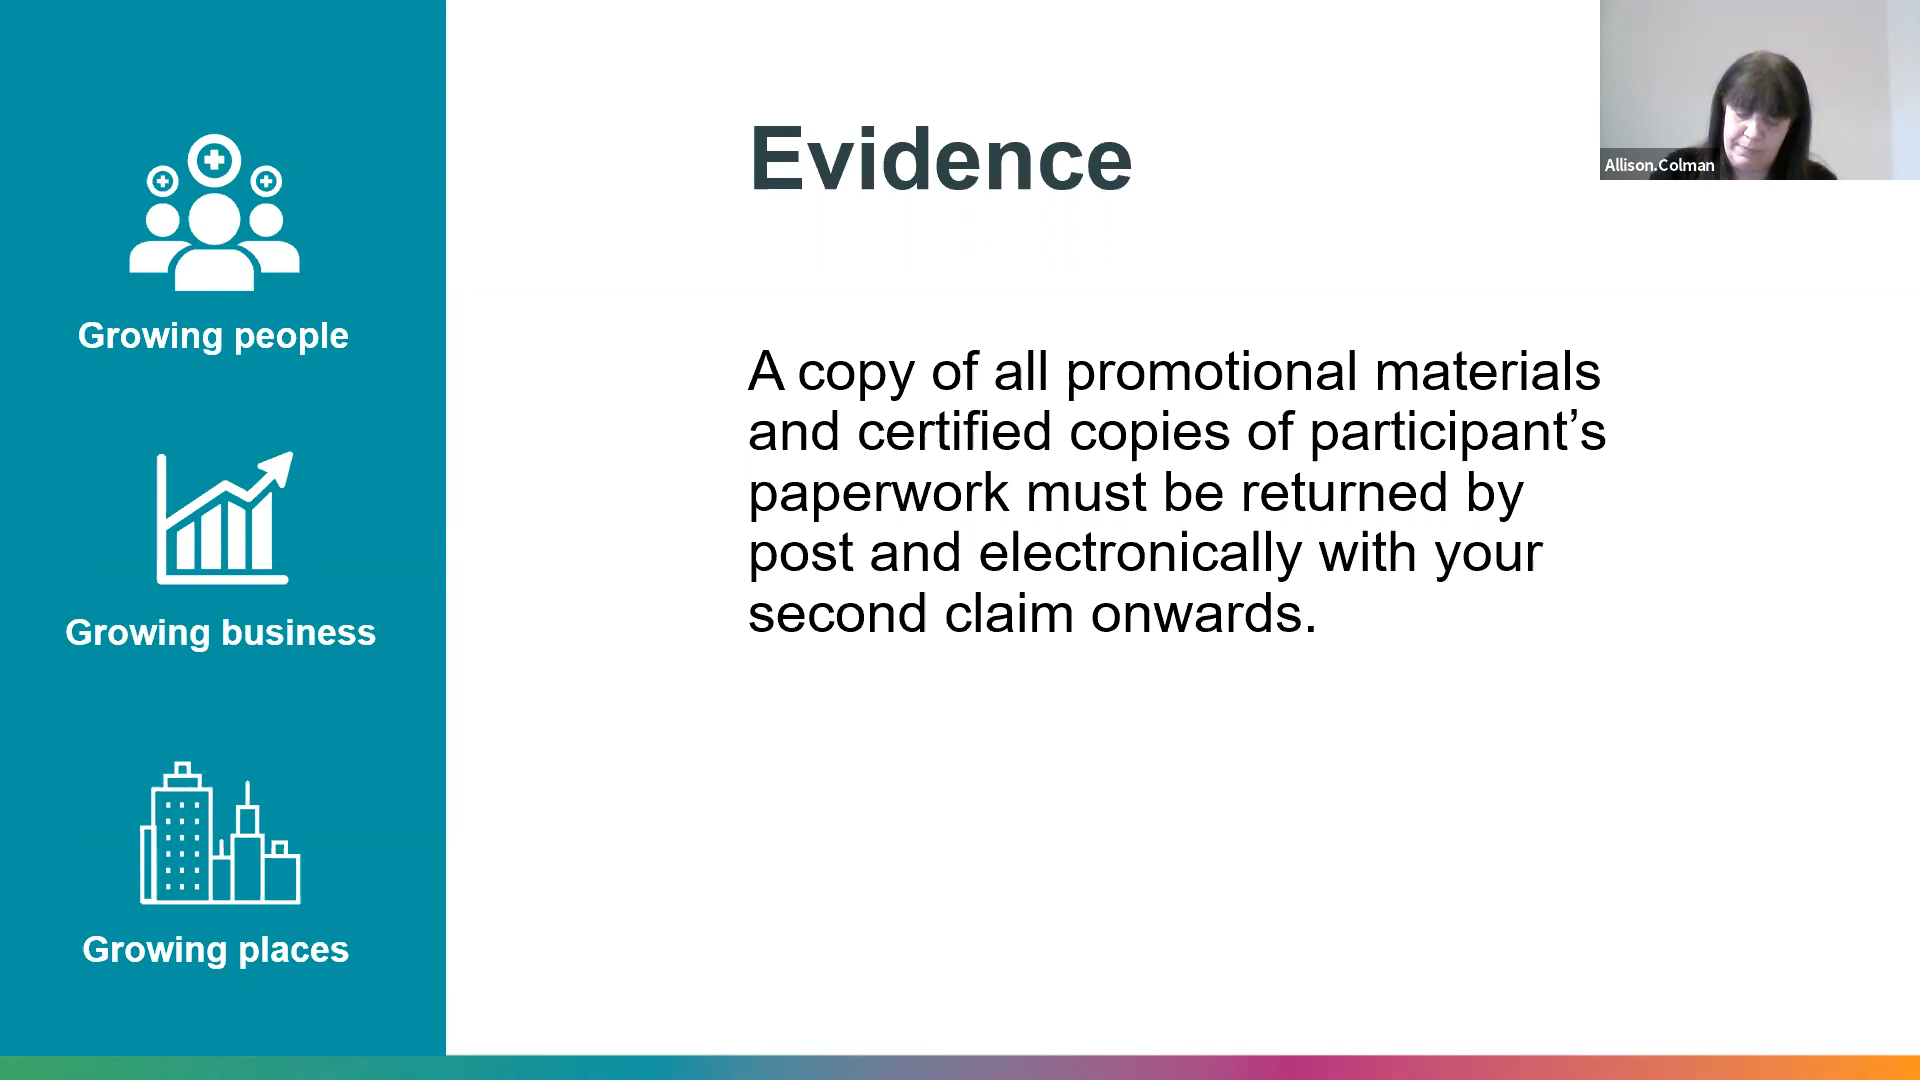 Evidence
Allison.Colman
Growing people
Growing business
Growing places
A copy of all promotional materials
and certified copies of participant’s
paperwork must be returned by
post and electronically with your
second claim onwards.